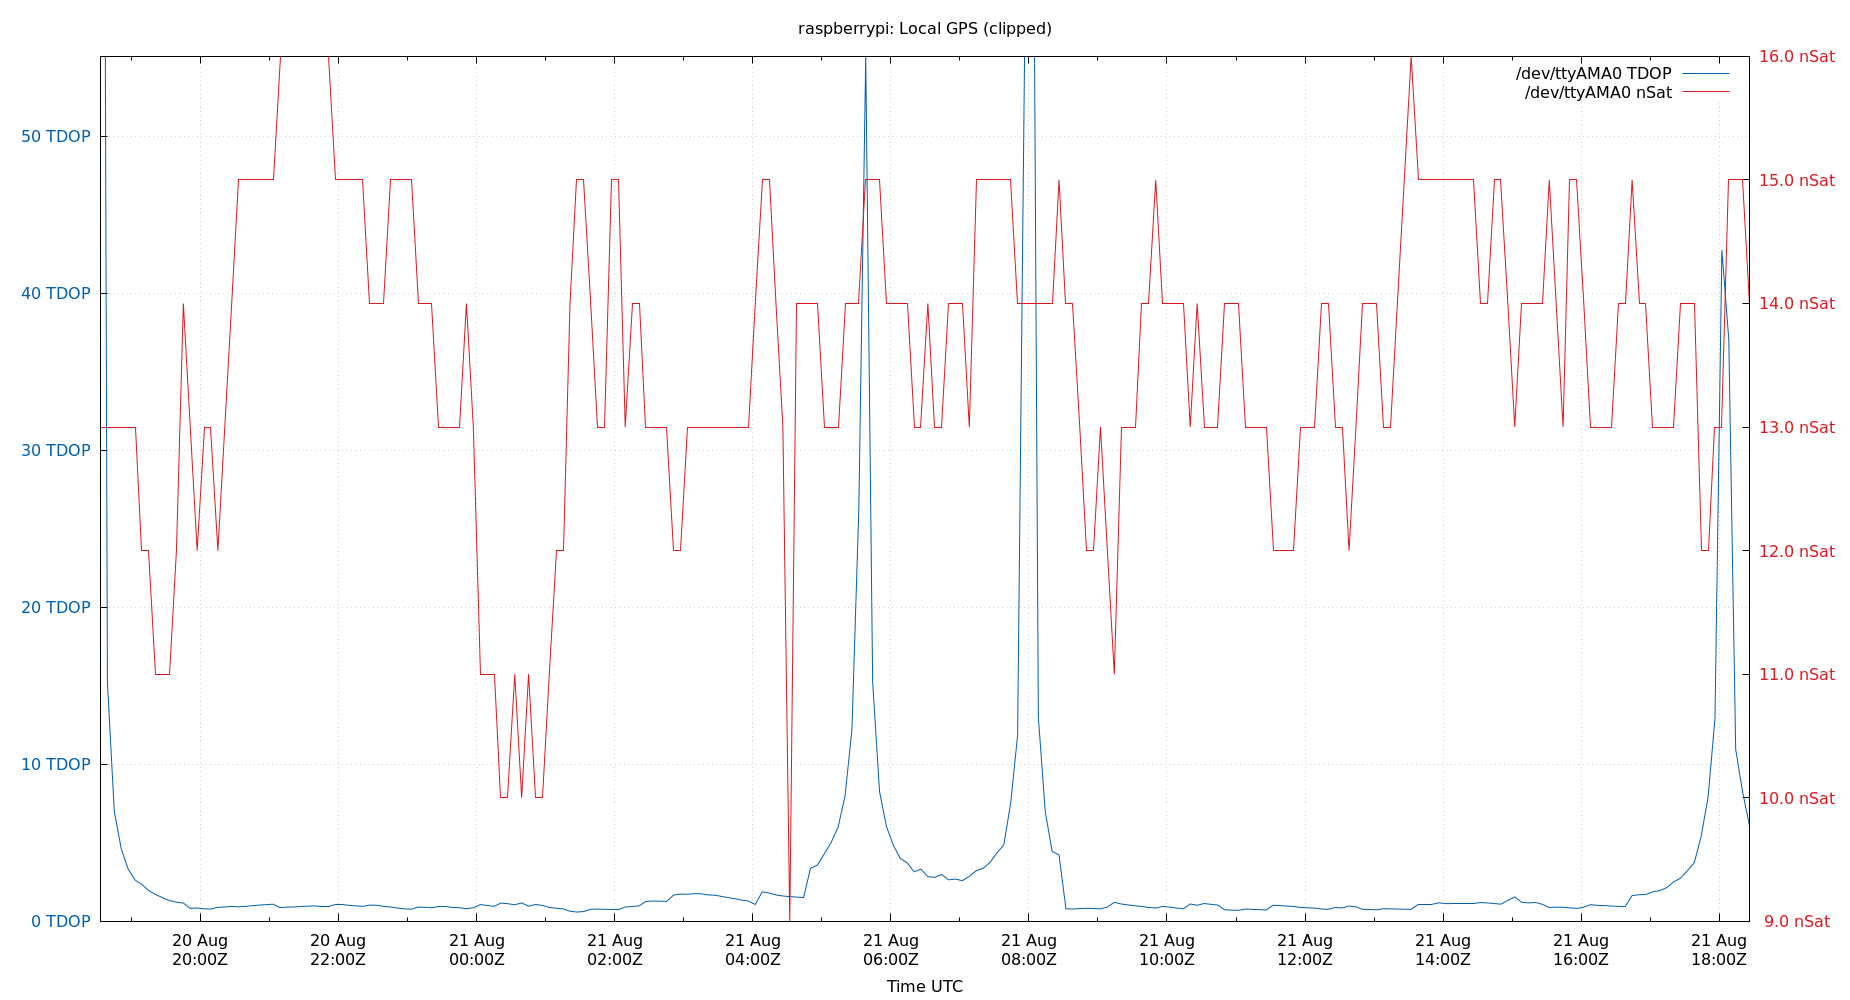 raspberrypi: Local GPS (clipped)
/dev/ttyAMA0 TDOP
/dev/ttyAMA0 nSat
50 TDOP
40 TDOP
30 TDOP
20 TDOP
10 TDOP
0 TDOP
16.0 nSat
15.0 nSat
14.0 nSat
13.0 nSat
12.0 nSat
11.0 nSat
10.0 nSat
9.0 nSat
20 Aug
20:00Z
20 Aug
22:00Z
21 Aug
00:00Z
21 Aug
02:00Z
21 Aug
04:00Z
21 Aug
06:00Z
21 Aug
08:00Z
21 Aug
10:00Z
21 Aug
12:00Z
21 Aug
14:00Z
21 Aug
16:00Z
21 Aug
18:00Z
Time UTC